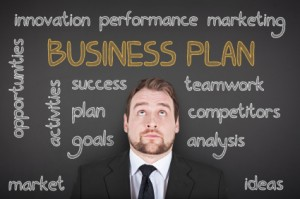 innovation performance marketing
BUSINESS PLAN
opportunities
activities
success
teamwork
plan
competitors
goals
analysis
market
ideas